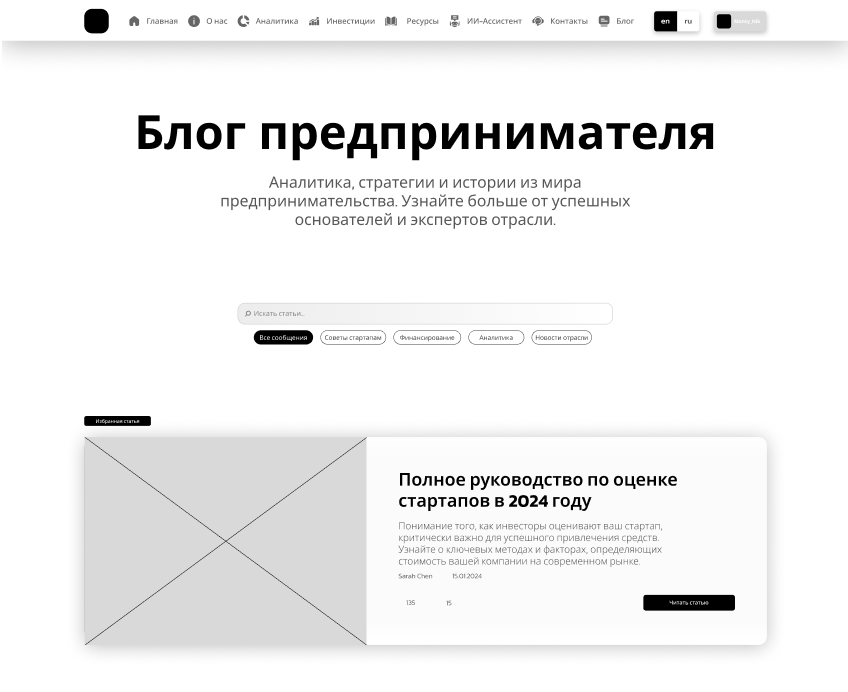 Главная О нас Аналитика Инвестиции Ресурсы ИИ-Ассистент Контакты Блог en ru
Блог предпринимателя
Аналитика, стратегии и истории из мира
предпринимательства. Узнайте больше от успешных
основателей и экспертов отрасли.
Искать статьи...
Все сообщения Советы стартапам Финансирование Аналитика Новости отрасли
Избранная статья
Полное руководство по оценке
стартапов в 2024 году
Понимание того, как инвесторы оценивают ваш стартап,
критически важно для успешного привлечения средств.
Узнайте о ключевых методах и факторах, определяющих
стоимость вашей компании на современном рынке.
Sarah Chen 15.01.2024
135 15 Читать статью